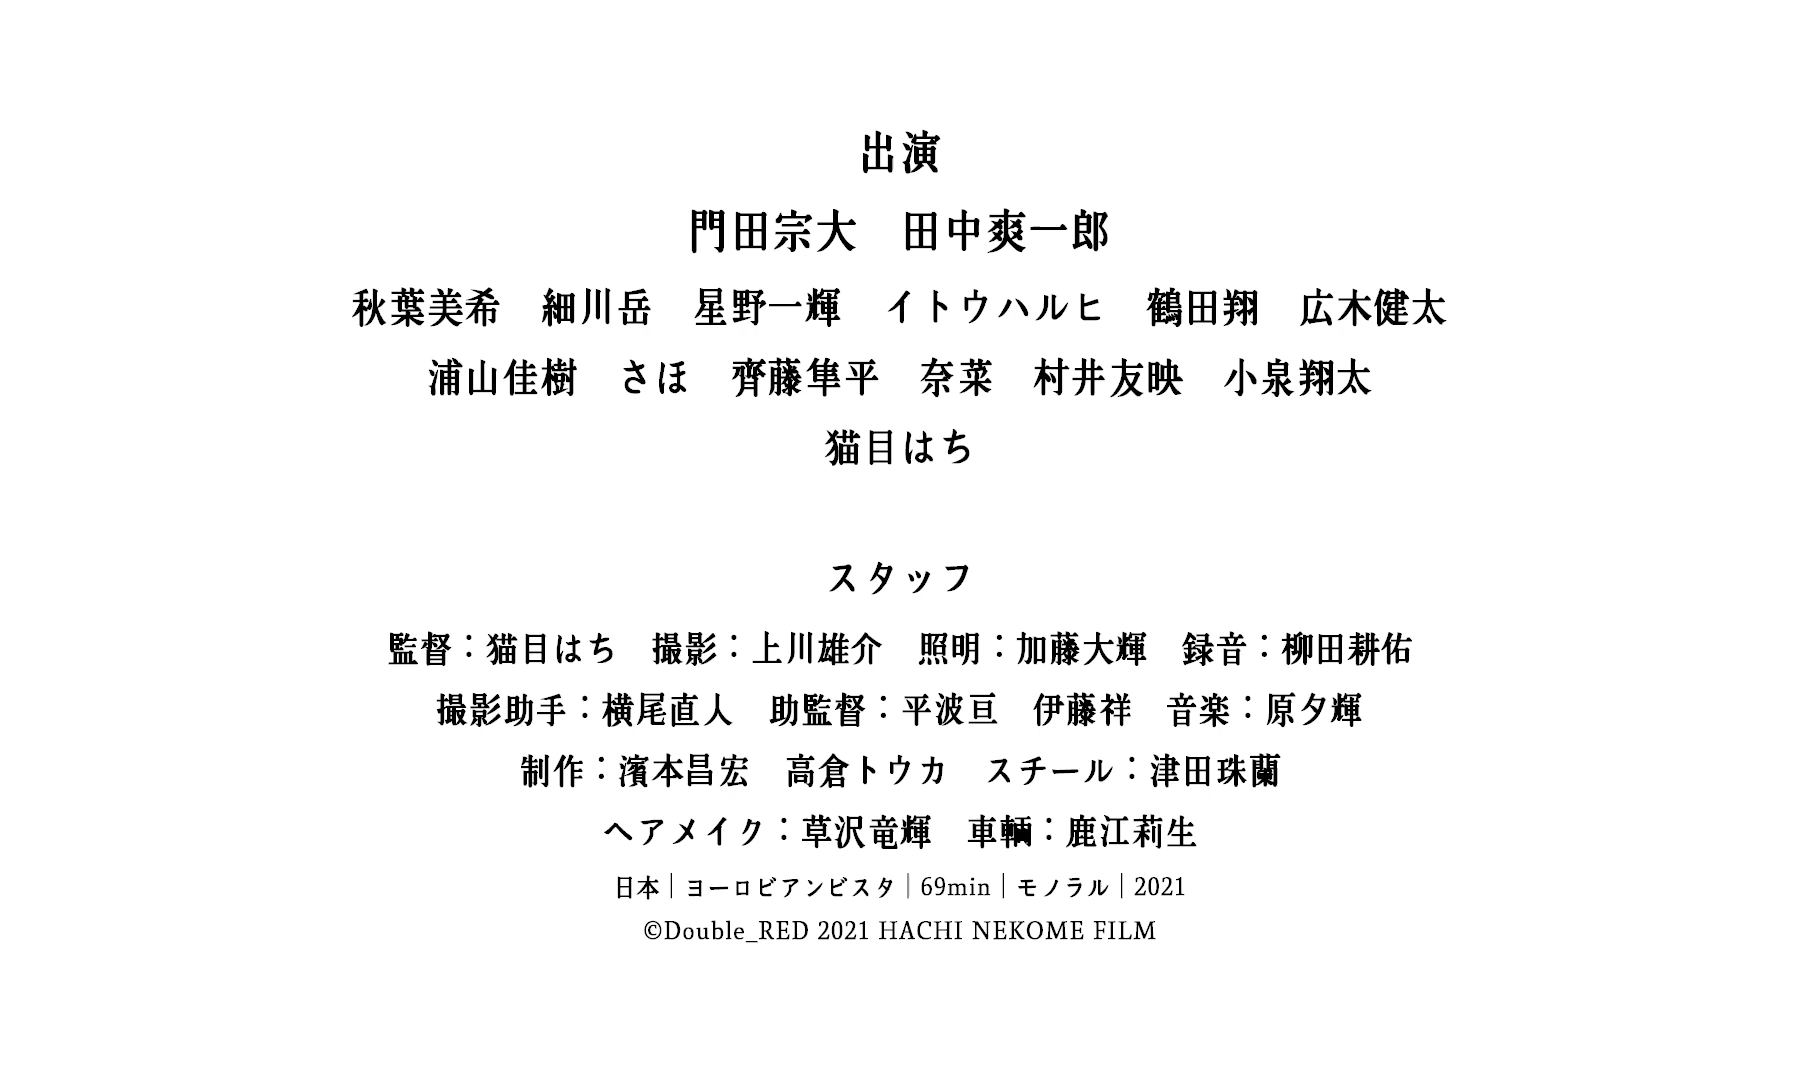 出演
門田宗大　田中爽一郎
秋葉美希　細川岳　星野一輝　イトウハルヒ　鶴田翔　広木健太
浦山佳樹　さほ　齊藤隼平　奈菜　村井友映　小泉翔太
猫目はち
スタッフ
監督：猫目はち　撮影：上川雄介　照明：加藤大輝　録音：柳田耕佑
撮影助手：横尾直人　助監督：平波亘　伊藤祥　音楽：原夕輝
制作：濱本昌宏　高倉トウカ　スチール：津田珠蘭
ヘアメイク：草沢竜輝　車輌：鹿江莉生
日本｜ヨーロビアンビスタ｜69min｜モノラル｜2021
©Double_RED 2021 HACHI NEKOME FILM